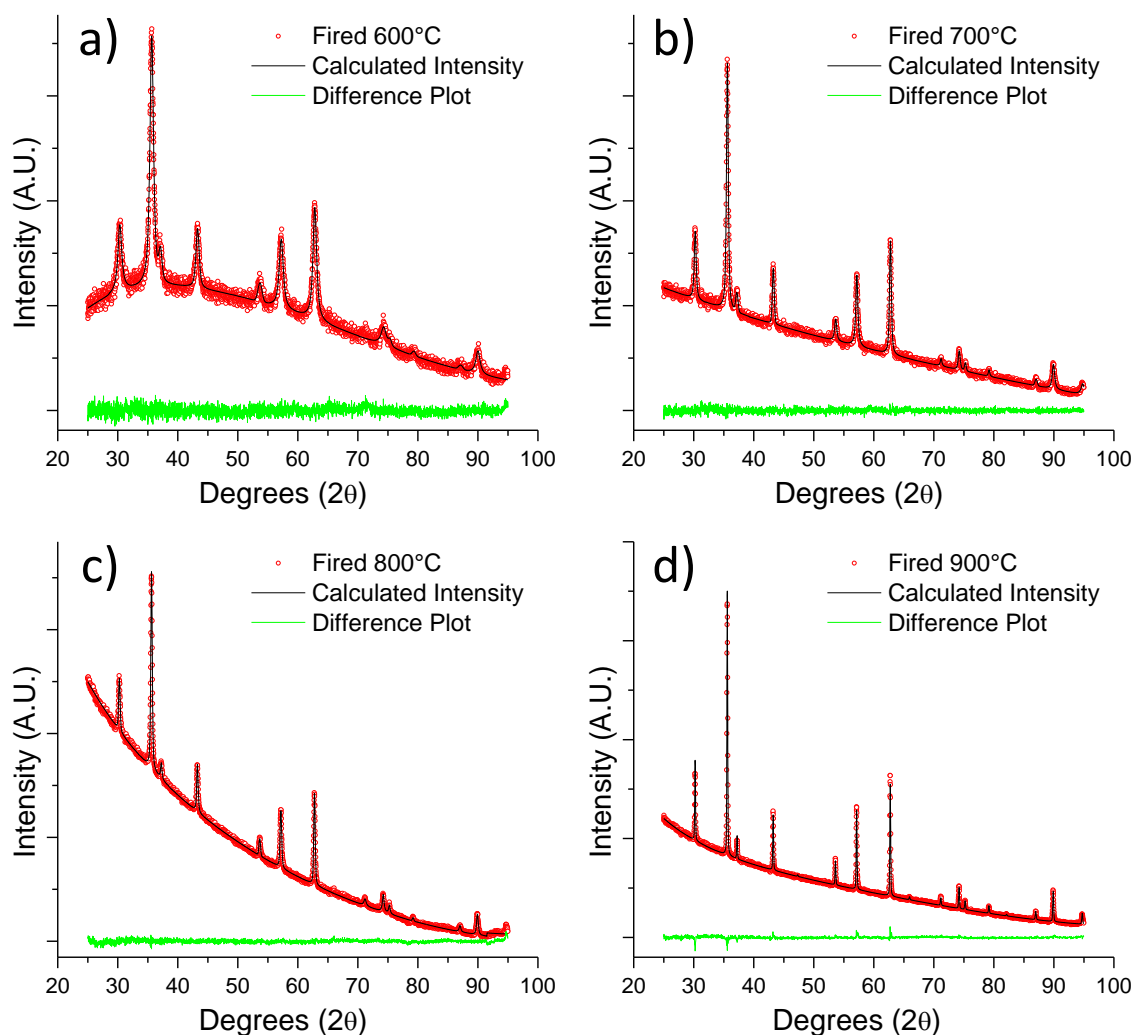 a)
Fired 600°C
Calculated Intensity
Difference Plot
Intensity (A.U.)
20 30 40 50 60 70 80 90 100
Degrees (2θ)
b)
Fired 700°C
Calculated Intensity
Difference Plot
Intensity (A.U.)
20 30 40 50 60 70 80 90 100
Degrees (2θ)
c)
Fired 800°C
Calculated Intensity
Difference Plot
Intensity (A.U.)
20 30 40 50 60 70 80 90 100
Degrees (2θ)
d)
Fired 900°C
Calculated Intensity
Difference Plot
Intensity (A.U.)
20 30 40 50 60 70 80 90 100
Degrees (2θ)